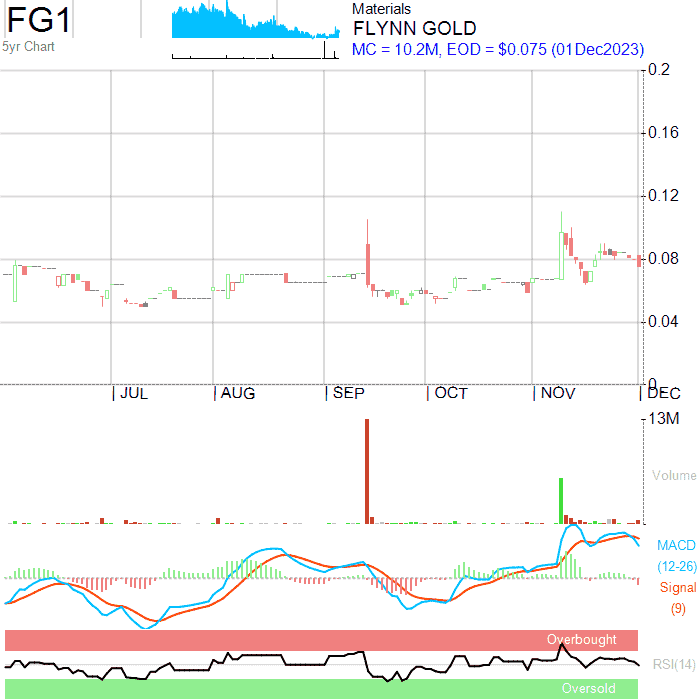 FG1
5yr Chart
Materials
FLYNN GOLD
MC = 10.2M, EOD = $0.075 (01Dec2023)
0.2
0.16
0.12
0.08
0.04
0
JUL AUG SEP OCT NOV DEC
13M
Volume
MACD
(12-26)
Signal
(9)
Overbought
RSI(14)
Oversold